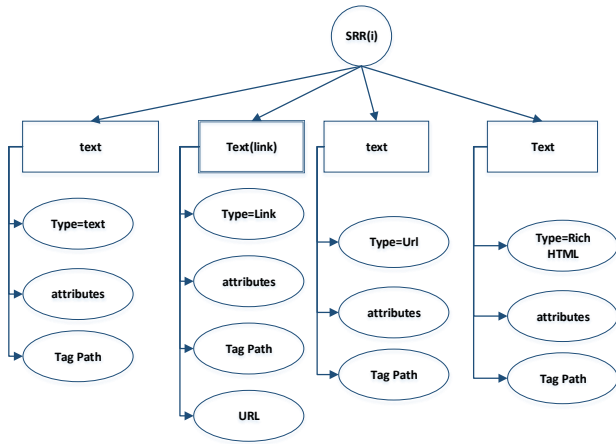 SRR(i)
text
Text(link)
text
Text
Type=text
attributes
Tag Path
Type=Link
attributes
Tag Path
URL
Type=Url
attributes
Tag Path
Type=Rich
HTML
attributes
Tag Path